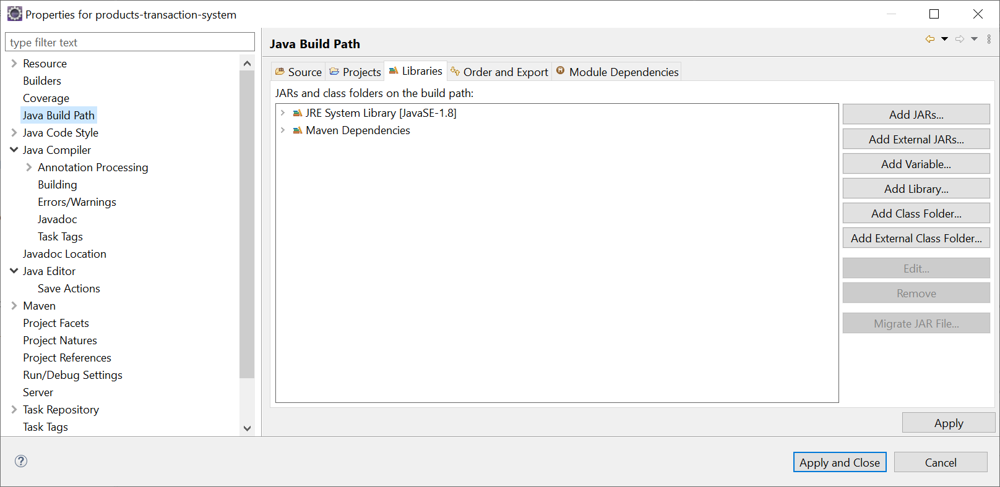 Properties for products-transaction-system
type filter text
Resource
Builders
Coverage
Java Build Path
Java Code Style
Java Compiler
Annotation Processing
Building
Errors/Warnings
Javadoc
Task Tags
Javadoc Location
Java Editor
Save Actions
Maven
Project Facets
Project Natures
Project References
Run/Debug Settings
Server
Task Repository
Task Tags
Java Build Path
Source Projects Libraries Order and Export Module Dependencies
JARs and class folders on the build path:
JRE System Library [JavaSE-1.8]
Maven Dependencies
Add JARs...
Add External JARs...
Add Variable...
Add Library...
Add Class Folder...
Add External Class Folder...
Edit...
Remove
Migrate JAR File...
Apply
Apply and Close Cancel